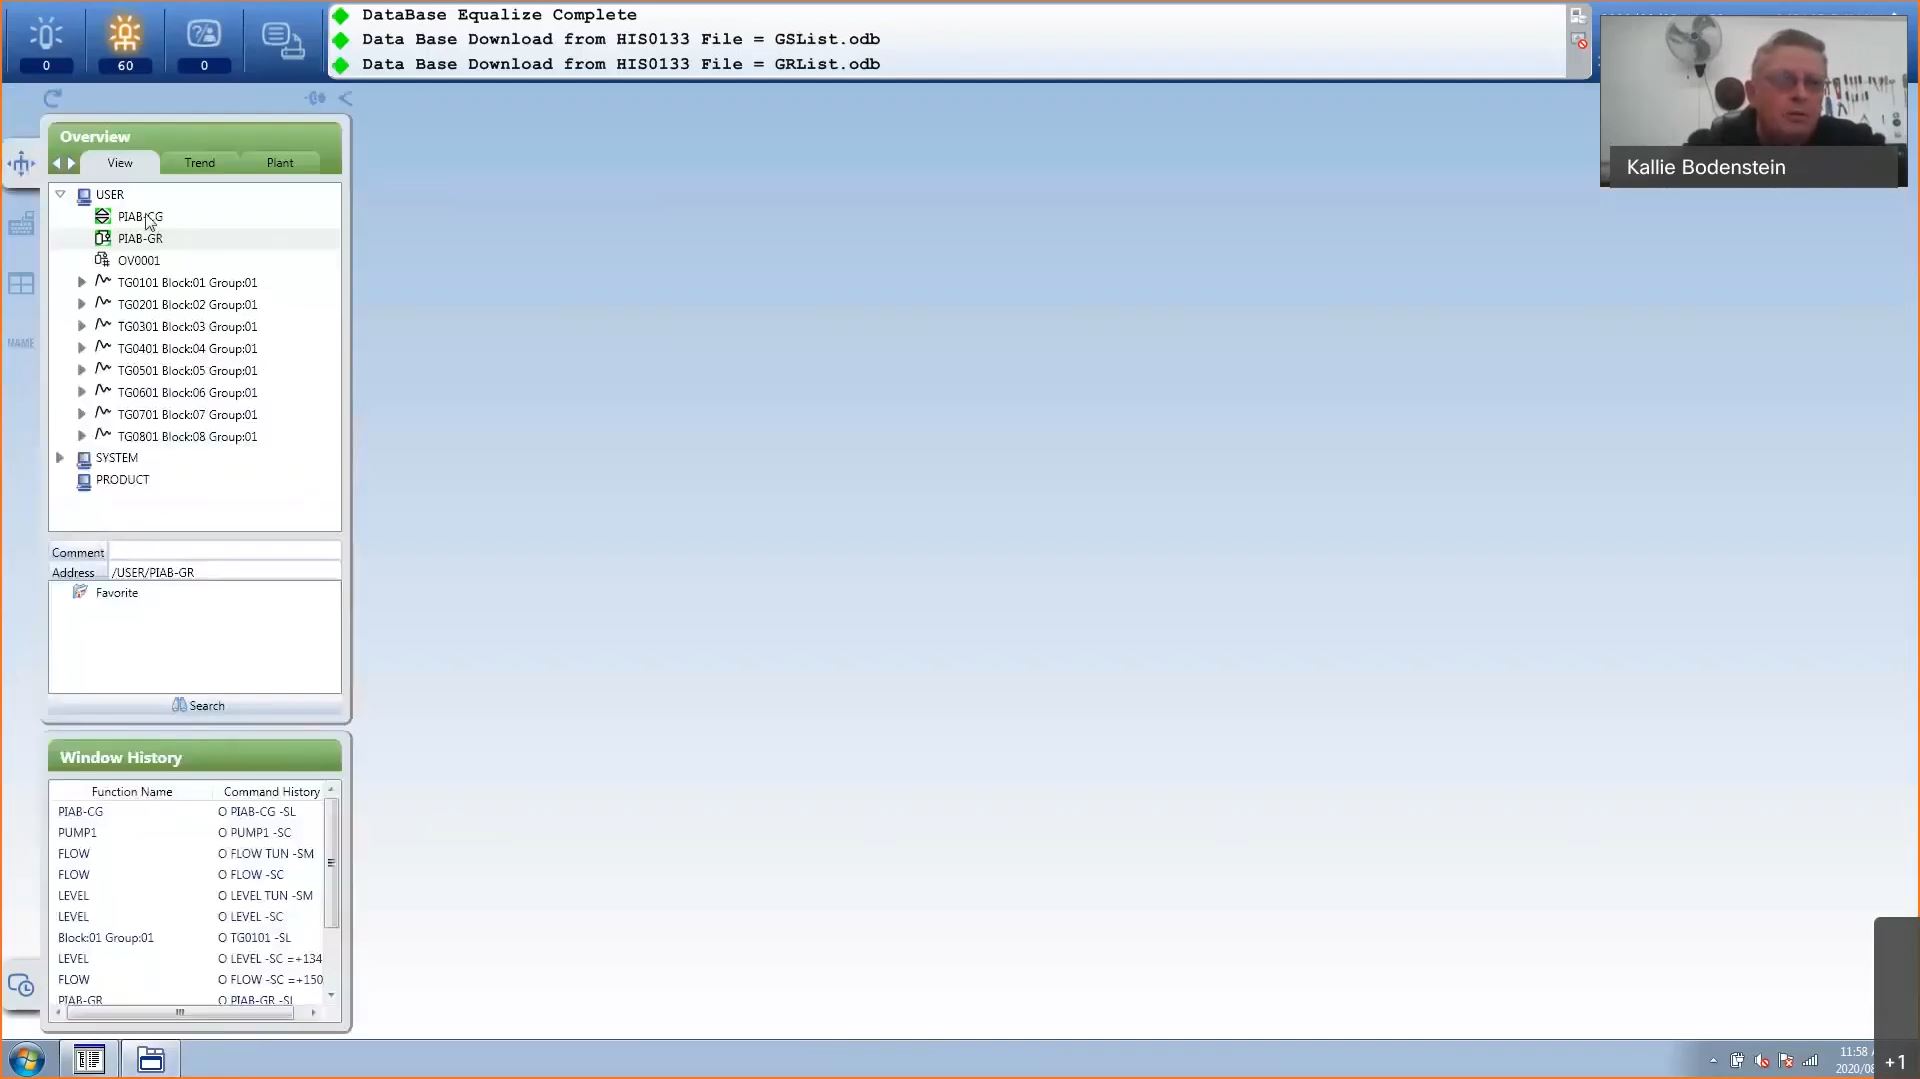 DataBase Equalize Complete
Data Base Download from HIS0133 File = GSList.odb
Data Base Download from HIS0133 File = GRList.odb
0
60
0
Kallie Bodenstein
Overview
View
Trend
Plant
USER
PIAB-CG
PIAB-GR
OV0001
TG0101 Block:01 Group:01
TG0201 Block:02 Group:01
TG0301 Block:03 Group:01
TG0401 Block:04 Group:01
TG0501 Block:05 Group:01
TG0601 Block:06 Group:01
TG0701 Block:07 Group:01
TG0801 Block:08 Group:01
SYSTEM
PRODUCT
NAME
Comment
Address /USER/PIAB-GR
Favorite
Search
Window History
Function Name Command History
PIAB-CG O PIAB-CG -SL
PUMP1 O PUMP1 -SC
FLOW O FLOW TUN -SM
FLOW O FLOW -SC
LEVEL O LEVEL TUN -SM
LEVEL O LEVEL -SC
Block:01 Group:01 O TG0101 -SL
LEVEL O LEVEL -SC =+134
FLOW O FLOW -SC =+150
PIAB-GR O PIAB-GR -SL
11:58
+1